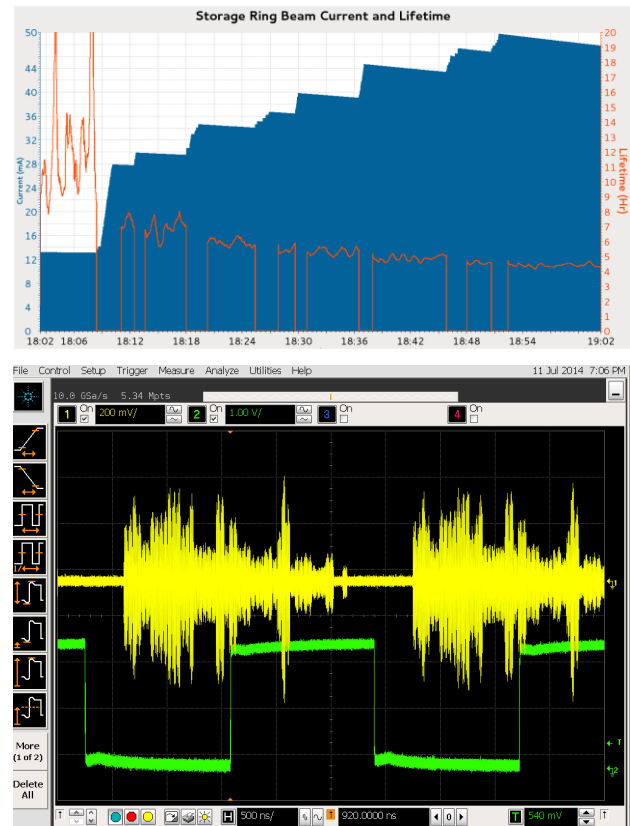 Storage Ring Beam Current and Lifetime
50
44
40
36
32
28
24
20
16
12
8
4
0
Current (mA)
20
19
18
17
16
15
14
13
12
11
10
9
8
7
6
5
4
3
2
1
0
Lifetime (Hr)
18:02 18:06 18:12 18:18 18:24 18:30 18:36 18:42 18:48 18:54 19:02
File Control Setup Trigger Measure Analyze Utilities Help 11 Jul 2014 7:06 PM
10.0 GSa/s 5.34 Mpts
1 On 200 mV/ 2 On 1.00 V/ 3 On 4 On
1
T
2
More
(1 of 2)
Delete
All
T H 500 ns/ T 920.0000 ns 0 T 540 mV T